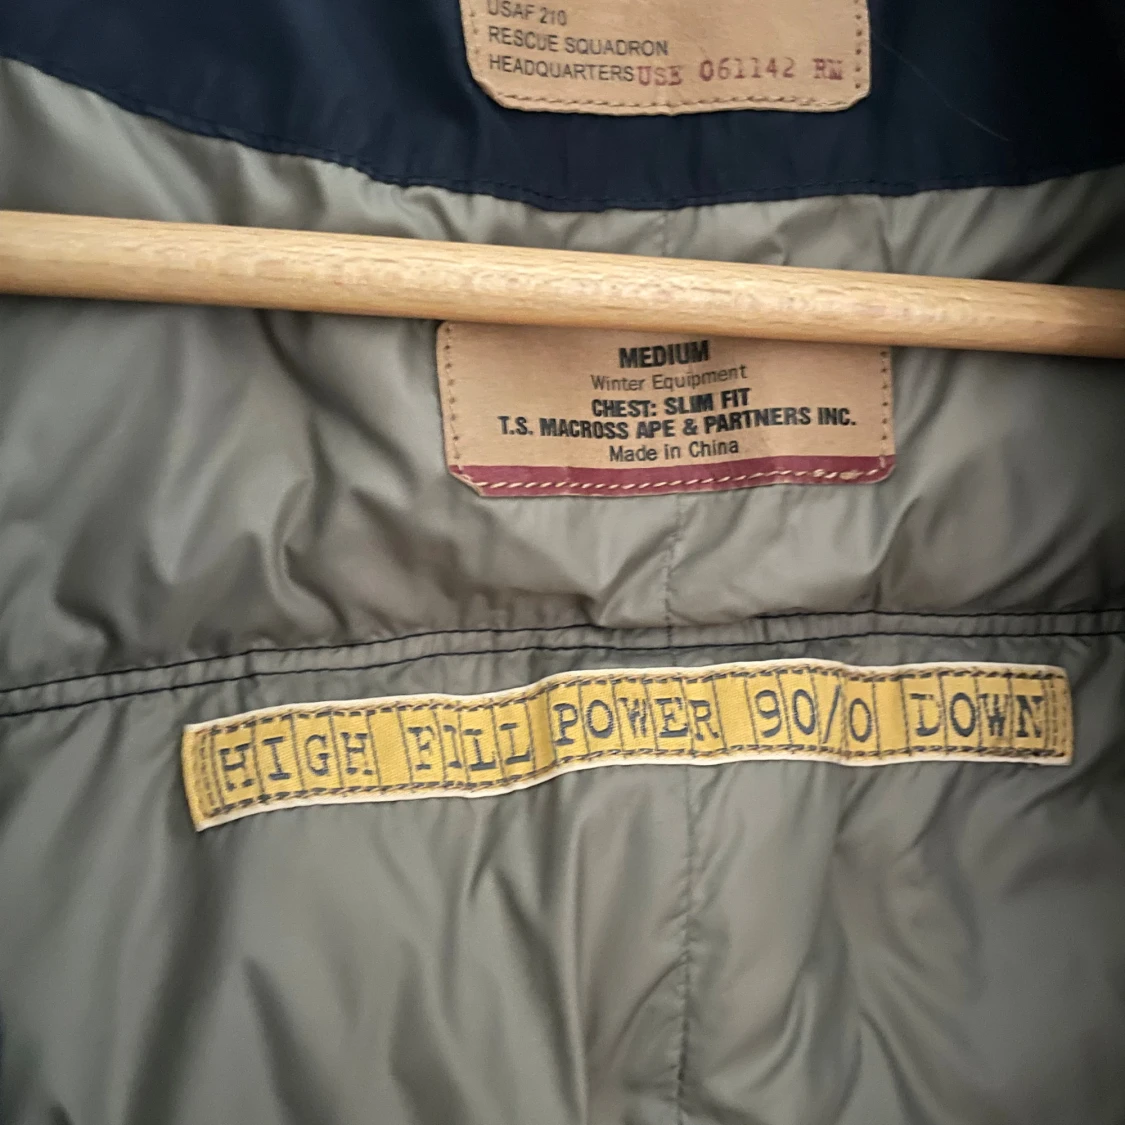 USAF 210
RESCUE SQUADRON
HEADQUARTERS USE 061142 RN
MEDIUM
Winter Equipment
CHEST: SLIM FIT
T.S. MACROSS APE & PARTNERS INC.
Made in China
HIGH FILL POWER 90/0 DOWN